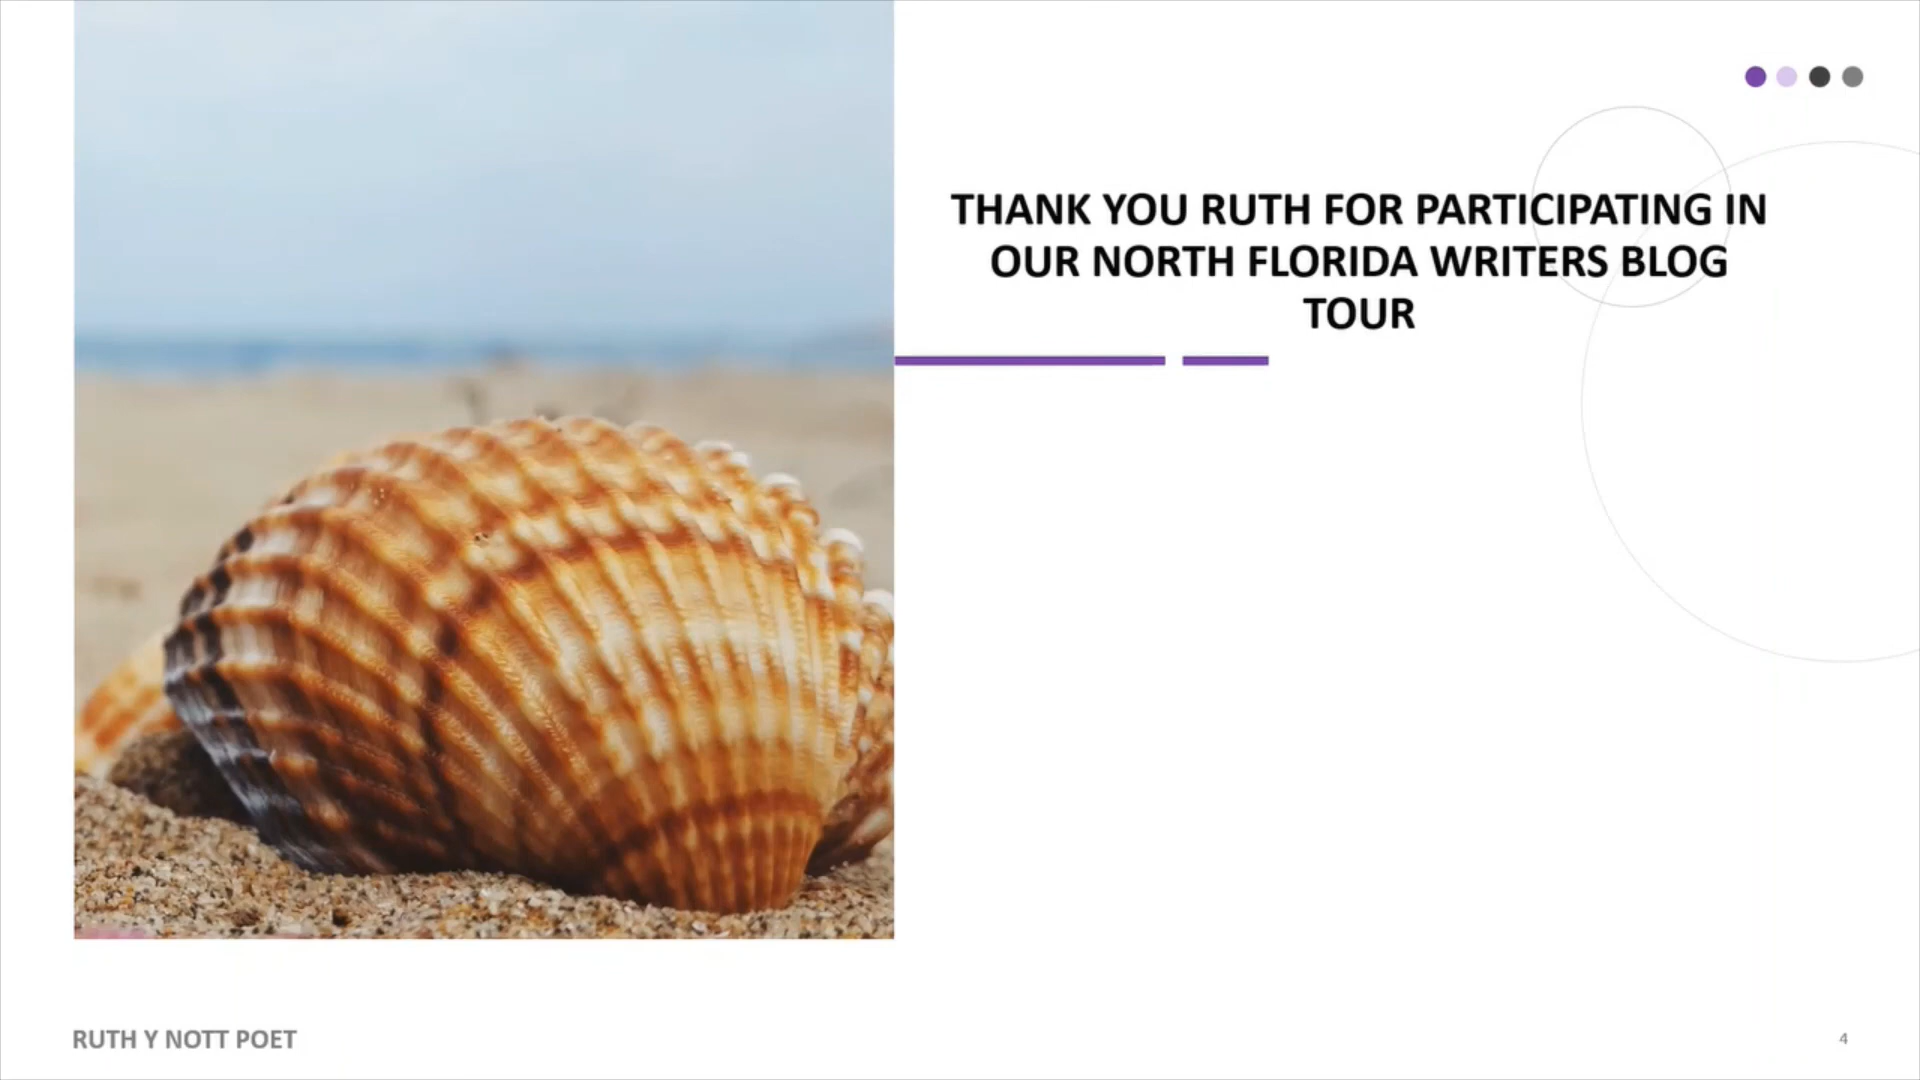 THANK YOU RUTH FOR PARTICIPATING IN
OUR NORTH FLORIDA WRITERS BLOG
TOUR
RUTH Y NOTT POET
4